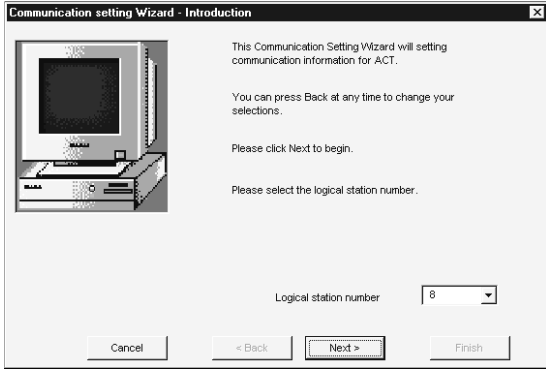 Communication setting Wizard - Introduction
This Communication Setting Wizard will setting
communication information for ACT.
You can press Back at any time to change your
selections.
Please click Next to begin.
Please select the logical station number.
Logical station number 8
Cancel < Back Next > Finish